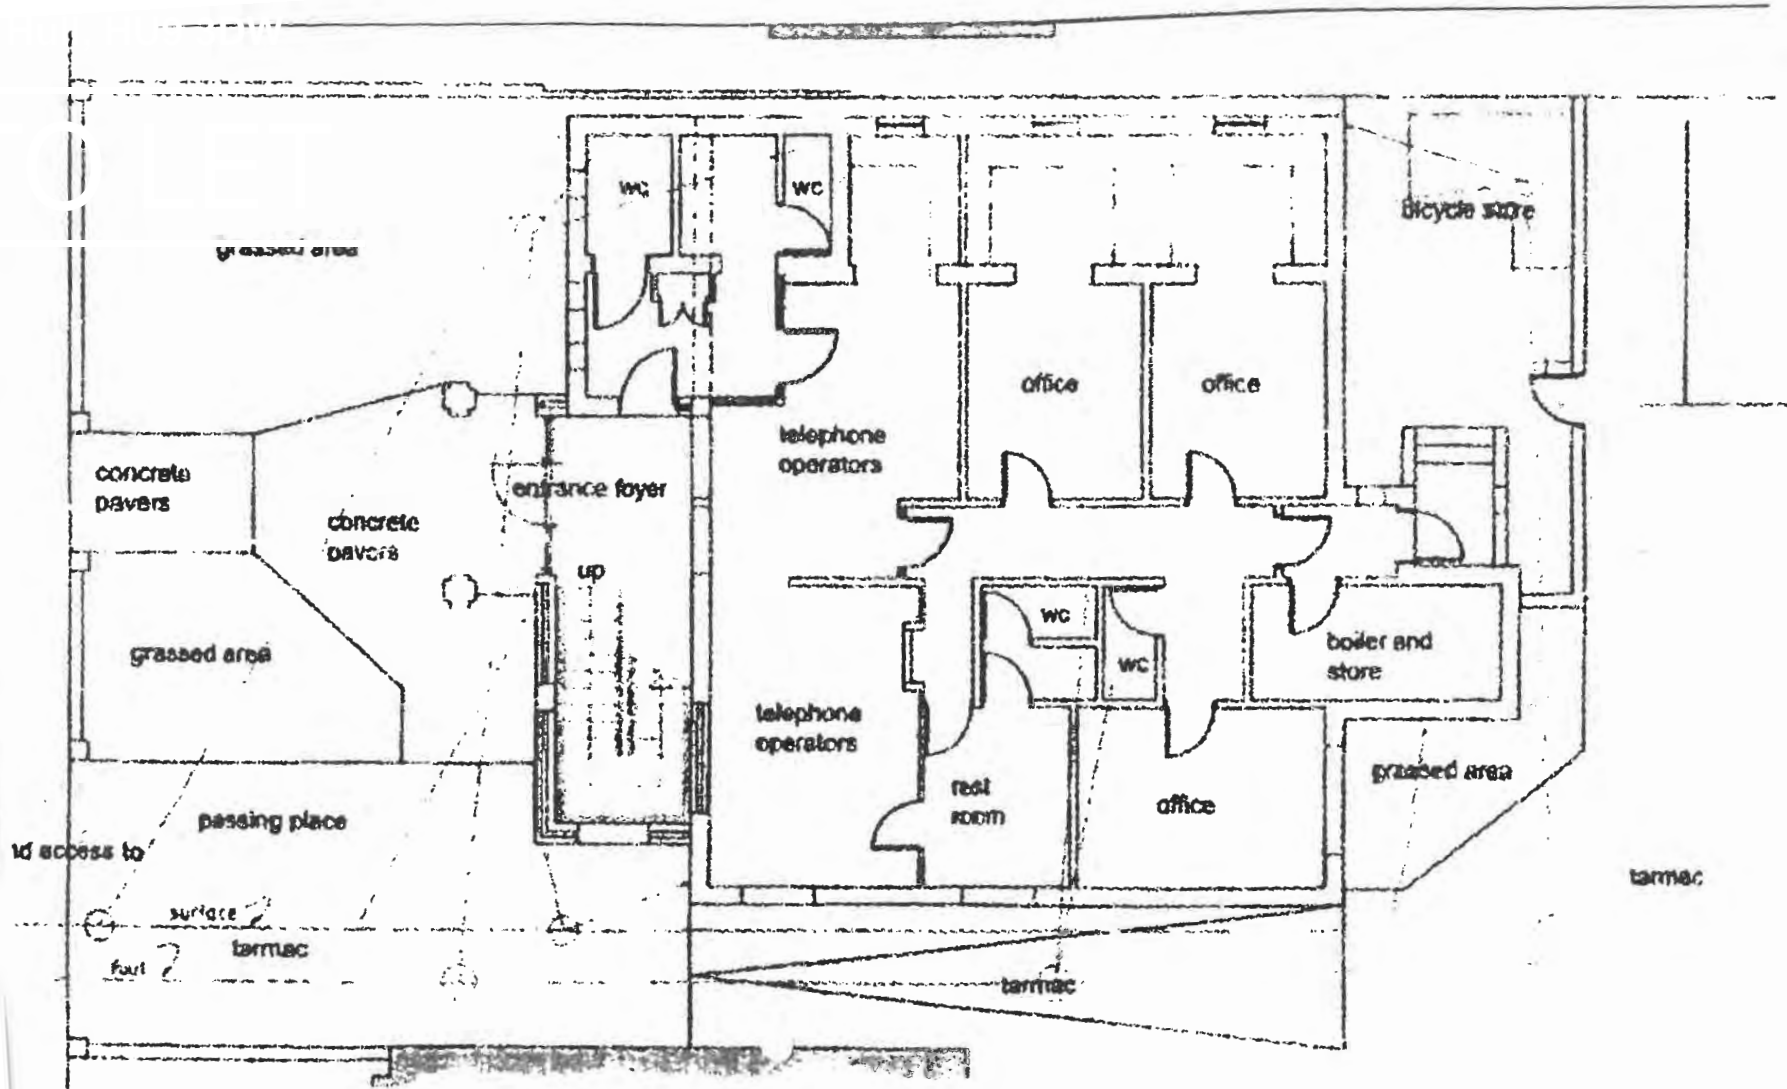 TO LET
wc
wc
bicycle store
grassed area
office
office
telephone
operators
concrete
pavers
entrance foyer
concrete
pavers
up
wc
boiler and
store
grassed area
wc
telephone
operators
grassed area
rest
room
office
passing place
access to
tarmac
surface ?
tarmac
foul ?
tarmac